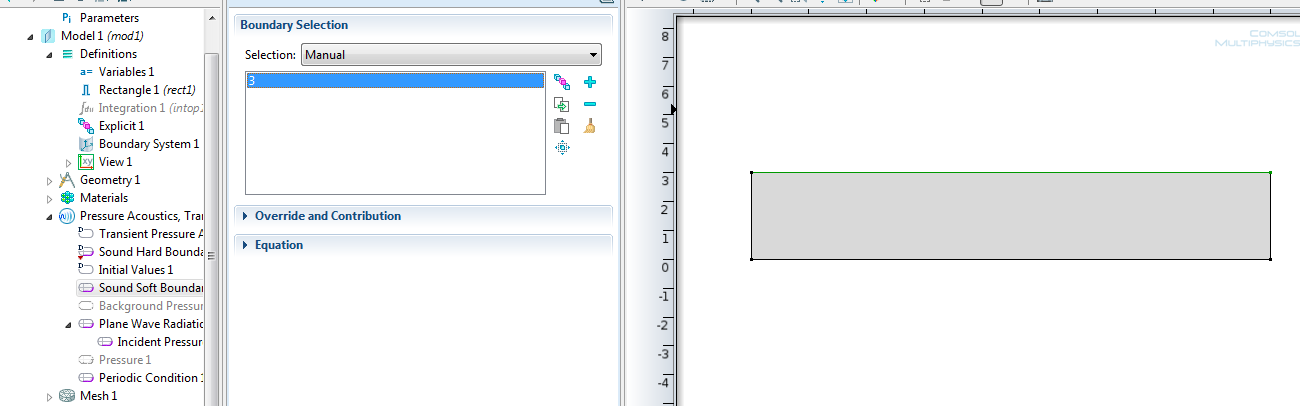 Parameters
Model 1 (mod1)
Definitions
Variables 1
Rectangle 1 (rect1)
Integration 1 (intop1
Explicit 1
Boundary System 1
View 1
Geometry 1
Materials
Pressure Acoustics, Tra
Transient Pressure A
Sound Hard Bounda
Initial Values 1
Sound Soft Boundar
Background Pressur
Plane Wave Radiatio
Incident Pressur
Pressure 1
Periodic Condition 1
Mesh 1
Boundary Selection
Selection: Manual
3
Override and Contribution
Equation
COMSOL
MULTIPHYSICS
8
7
6
5
4
3
2
1
0
-1
-2
-3
-4